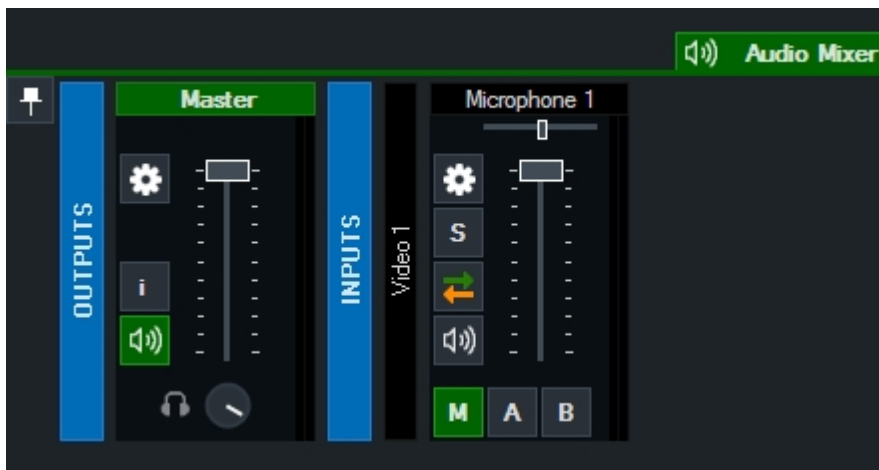 Audio Mixer
OUTPUTS
Master
i
INPUTS
Video 1
Microphone 1
S
M A B